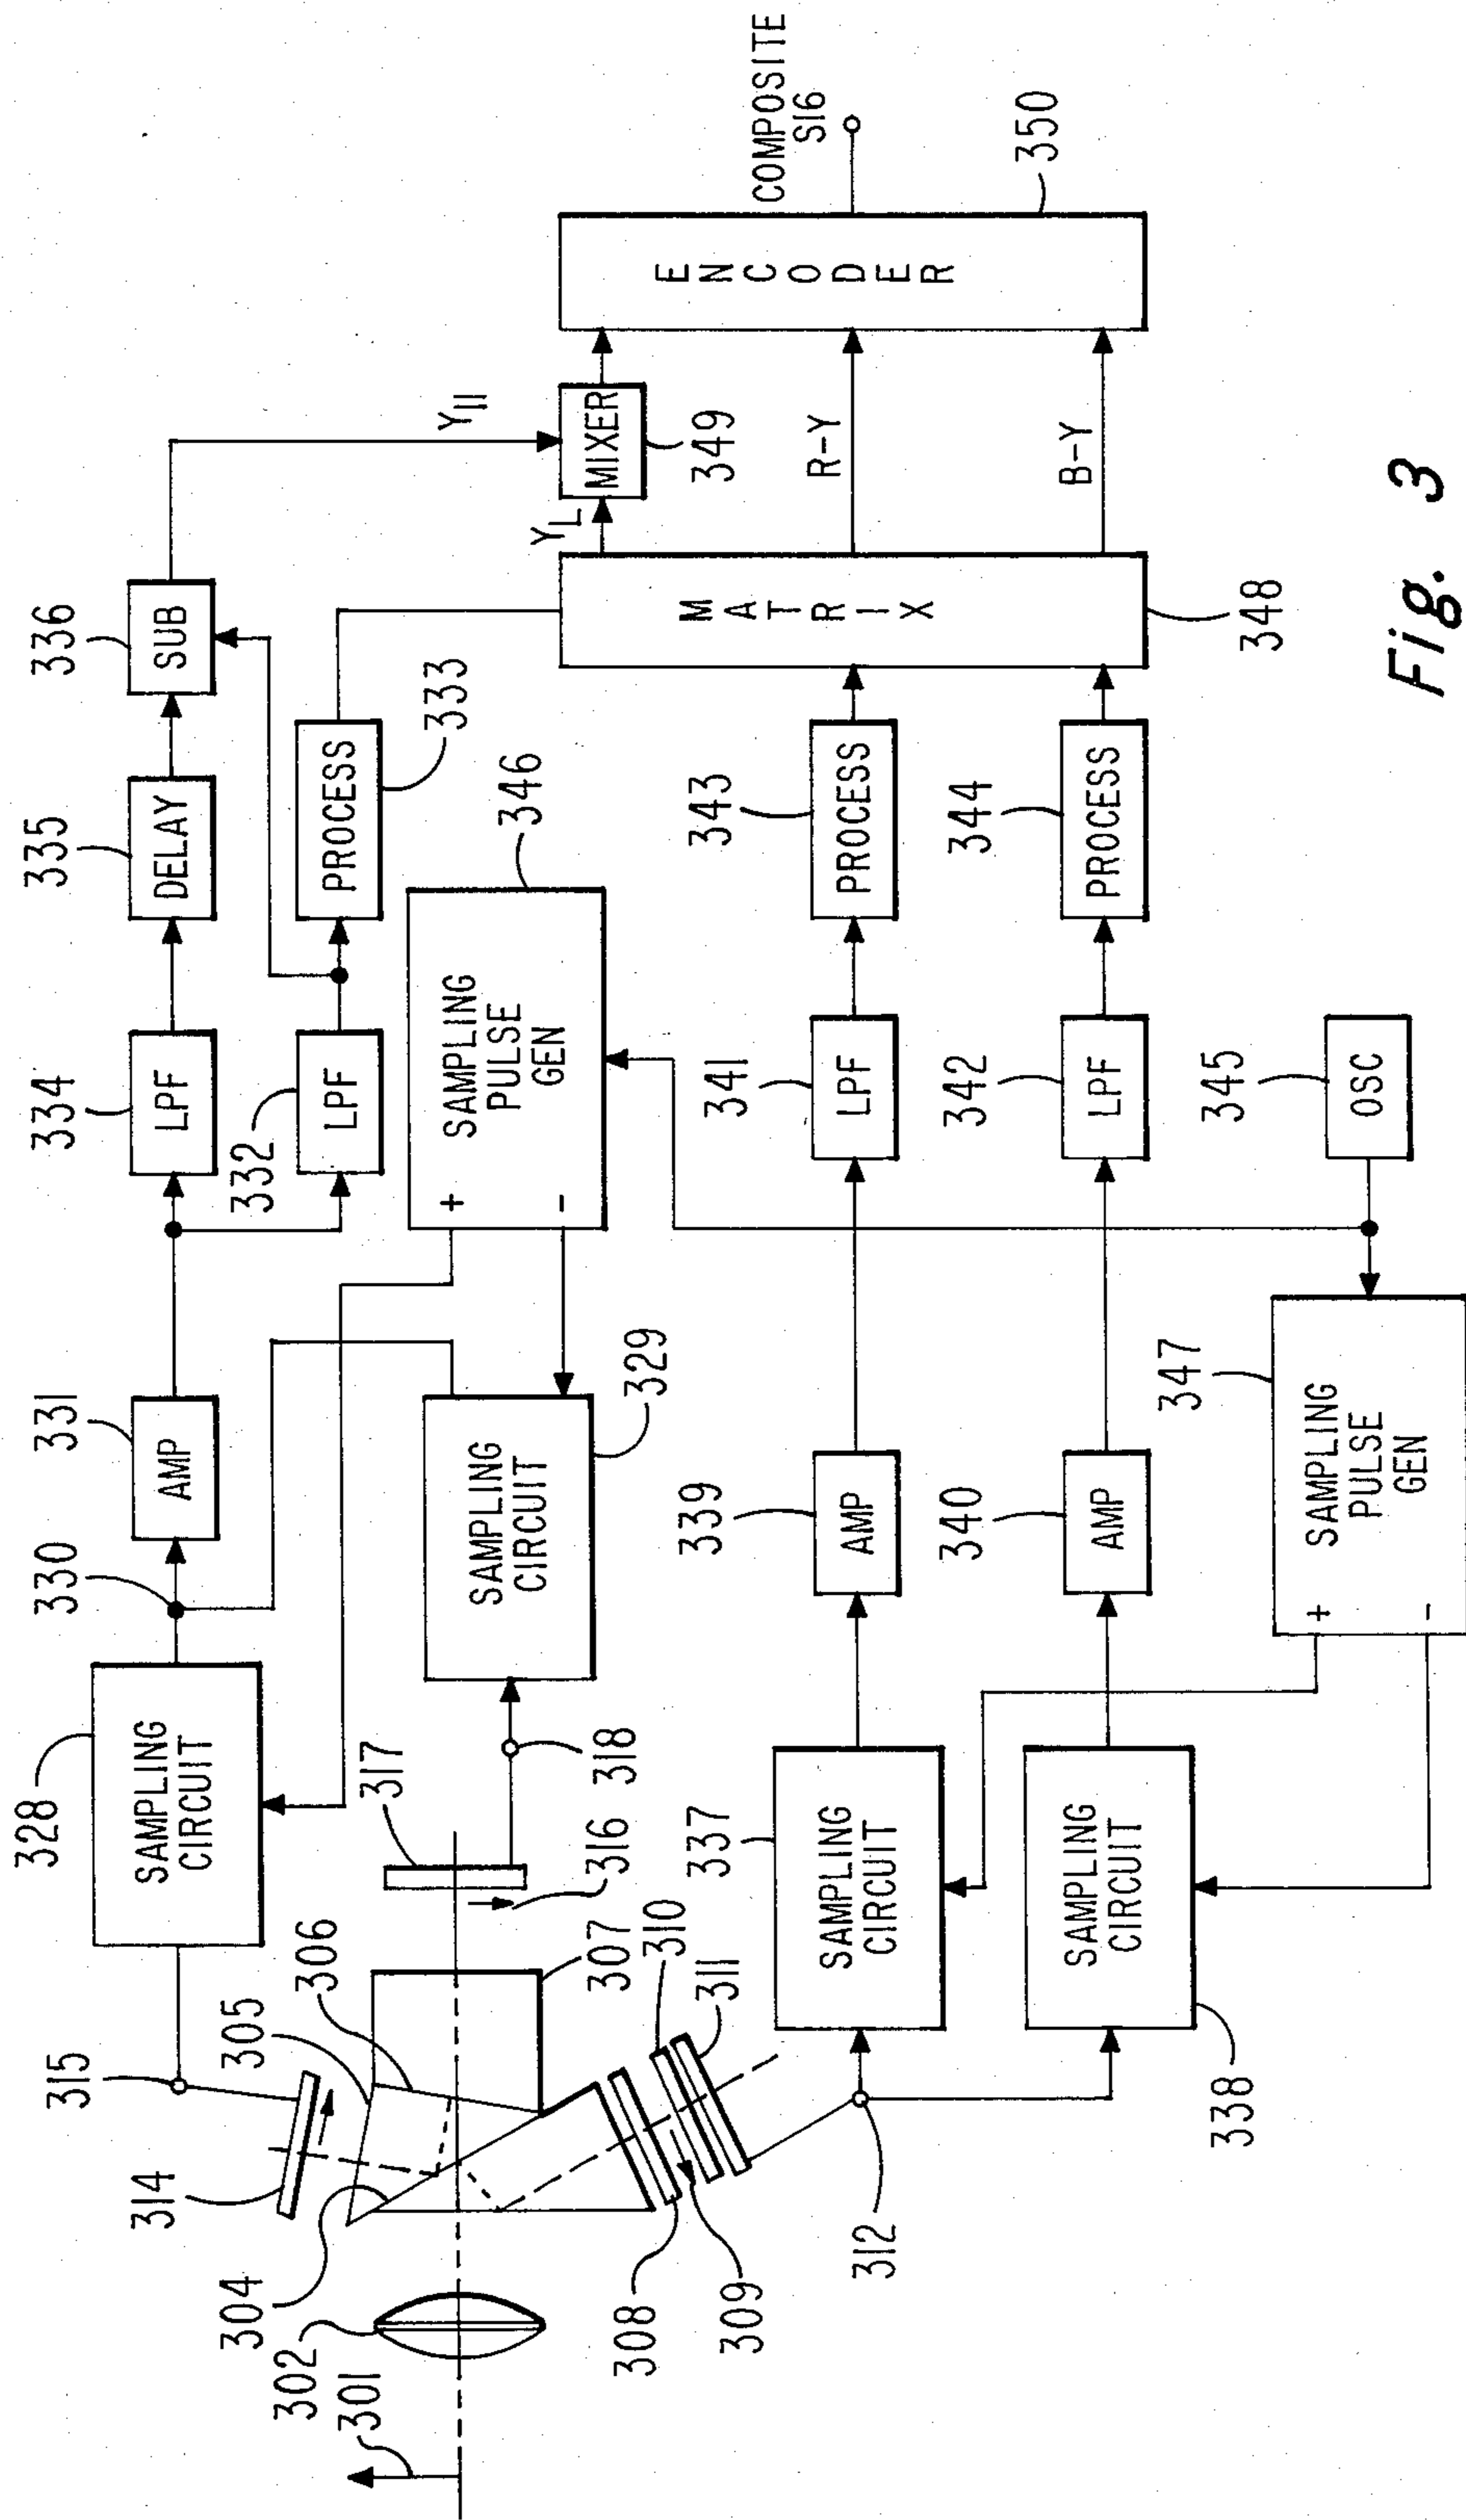 336
SUB
335
DELAY
334
LPF
331
AMP
330
328
SAMPLING
CIRCUIT
315
314
333
PROCESS
332
LPF
346
SAMPLING
PULSE
GEN
+
-
329
SAMPLING
CIRCUIT
318
317
316
307
306
305
304
302
301
Y_H
Y_L
MIXER
349
R-Y
B-Y
COMPOSITE
SIG
ENCODER
350
MATRIX
348
343
PROCESS
341
LPF
339
AMP
337
SAMPLING
CIRCUIT
310
311
308
309
312
344
PROCESS
342
LPF
340
AMP
SAMPLING
CIRCUIT
338
345
OSC
347
SAMPLING
PULSE
GEN
+
-
Fig. 3